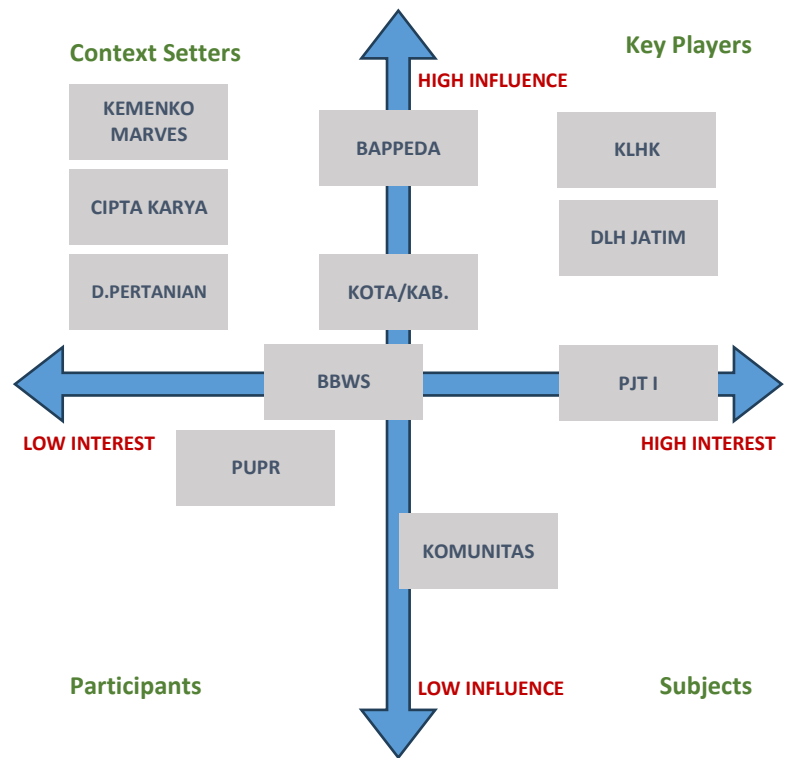 Context Setters
Key Players
HIGH INFLUENCE
KEMENKO
MARVES
BAPPEDA
KLHK
CIPTA KARYA
DLH JATIM
D.PERTANIAN
KOTA/KAB.
BBWS
PJT I
LOW INTEREST
HIGH INTEREST
PUPR
KOMUNITAS
Participants
LOW INFLUENCE
Subjects